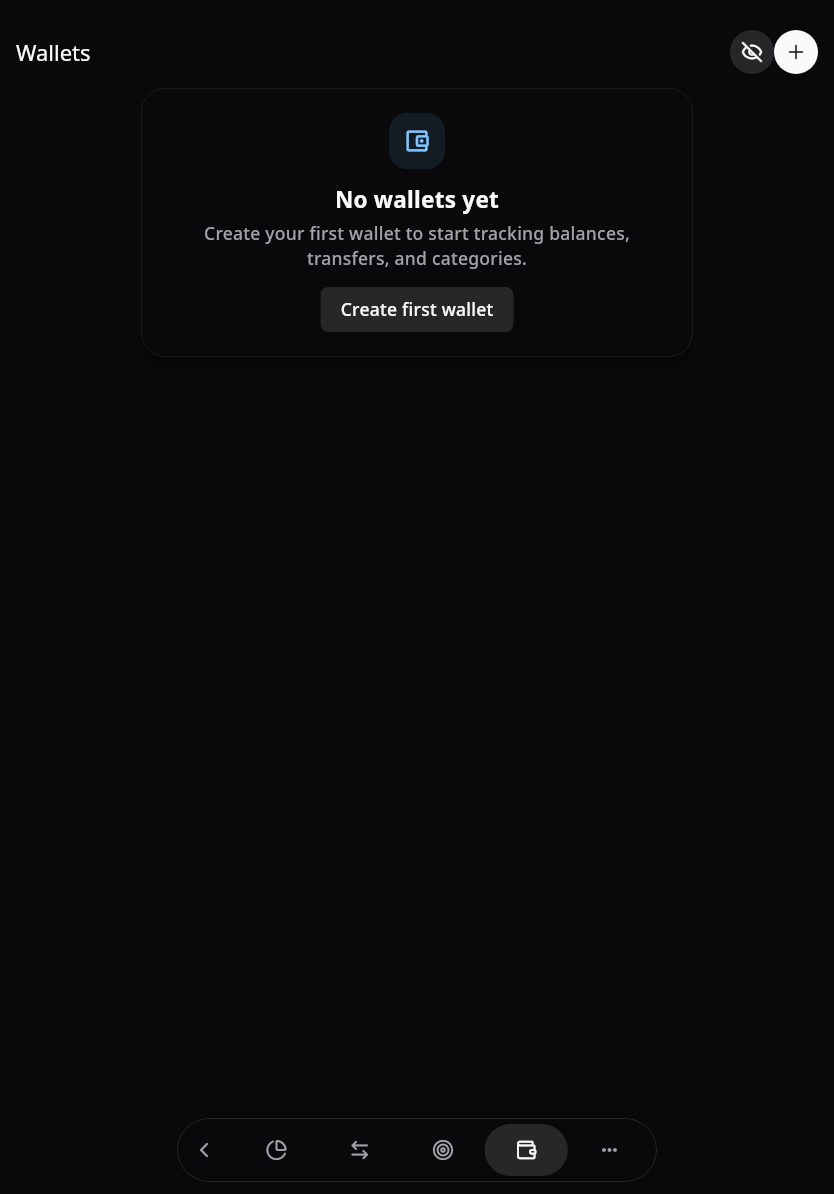 Wallets
No wallets yet
Create your first wallet to start tracking balances,
transfers, and categories.
Create first wallet